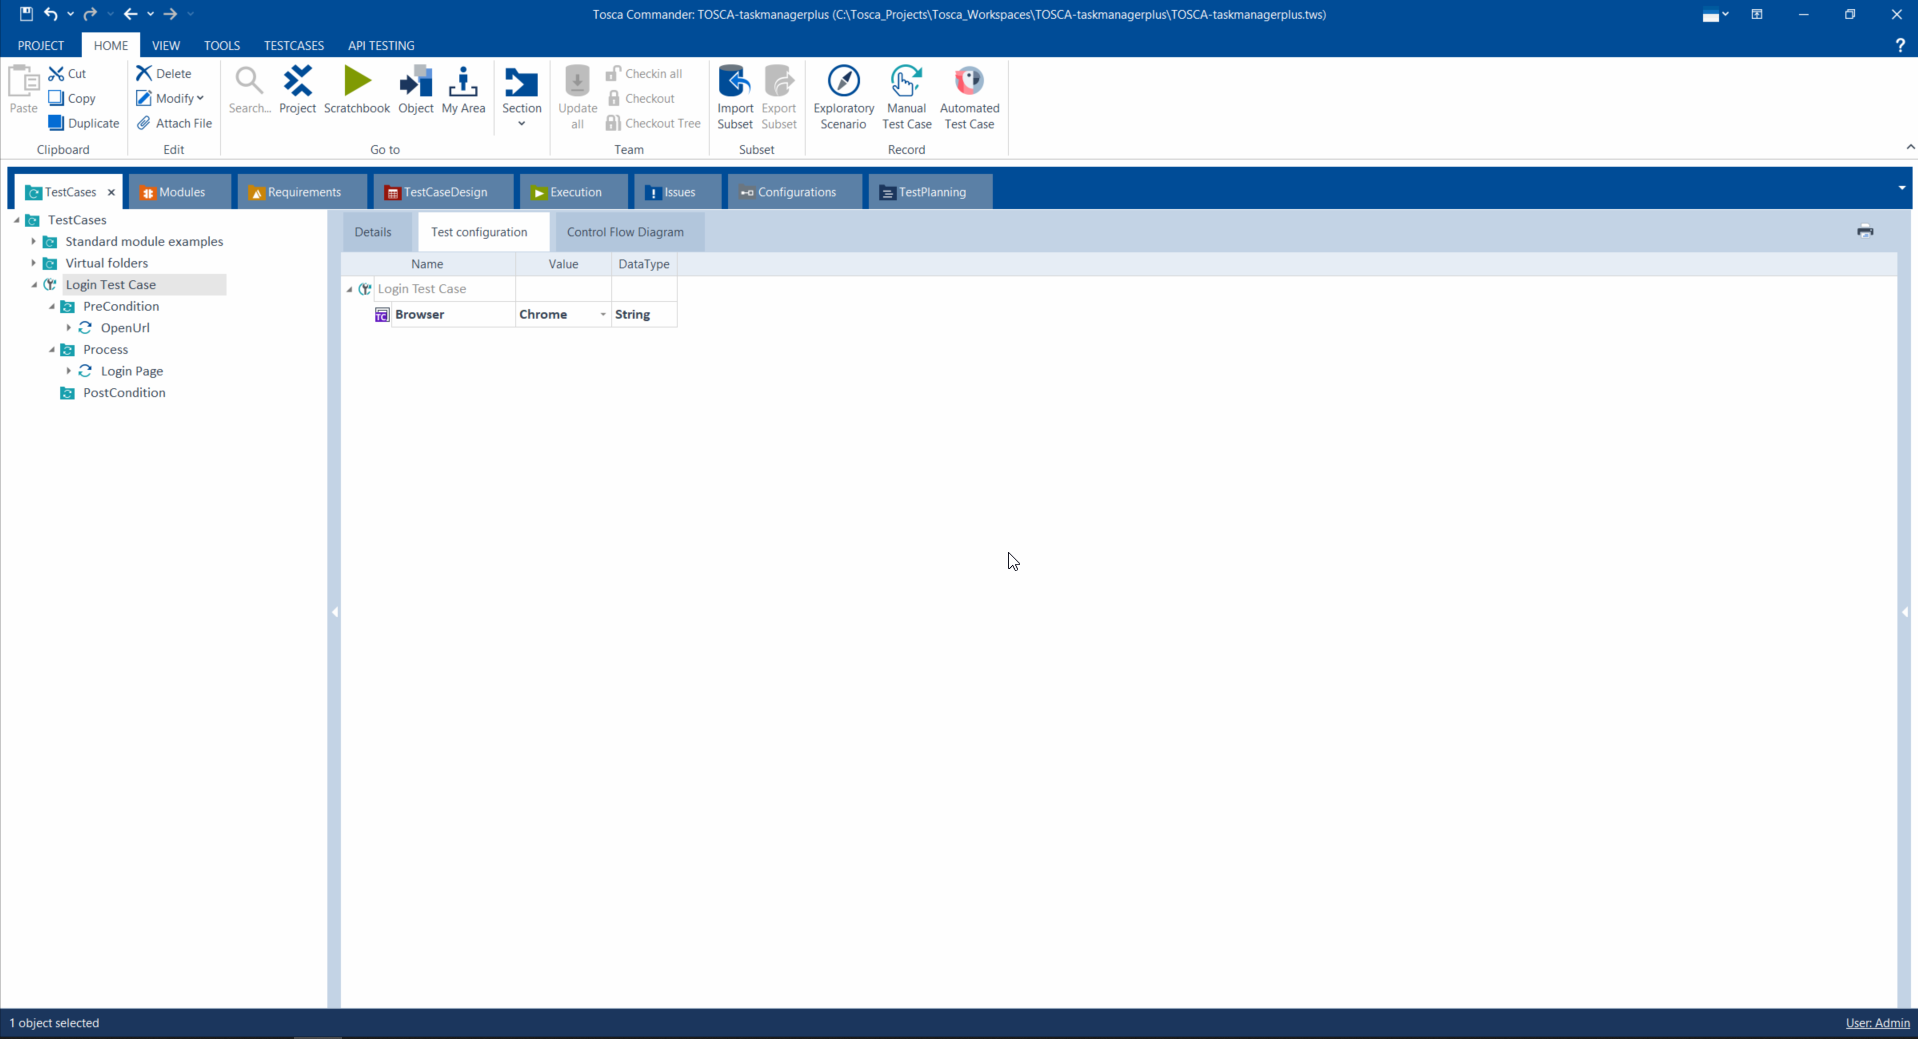 Tosca Commander: TOSCA-taskmanagerplus (C:\Tosca_Projects\Tosca_Workspaces\TOSCA-taskmanagerplus\TOSCA-taskmanagerplus.tws)
PROJECT HOME VIEW TOOLS TESTCASES API TESTING ?
Paste
Cut
Copy
Duplicate
Clipboard
Delete
Modify
Attach File
Edit
Search... Project Scratchbook Object My Area Section
Go to
Update all
Checkin all
Checkout
Checkout Tree
Team
Import Subset
Export Subset
Subset
Exploratory Scenario
Manual Test Case
Automated Test Case
Record
TestCases Modules Requirements TestCaseDesign Execution Issues Configurations TestPlanning
TestCases
Standard module examples
Virtual folders
Login Test Case
PreCondition
OpenUrl
Process
Login Page
PostCondition
Details Test configuration Control Flow Diagram
Name Value DataType
Login Test Case
TC Browser Chrome String
1 object selected
User: Admin